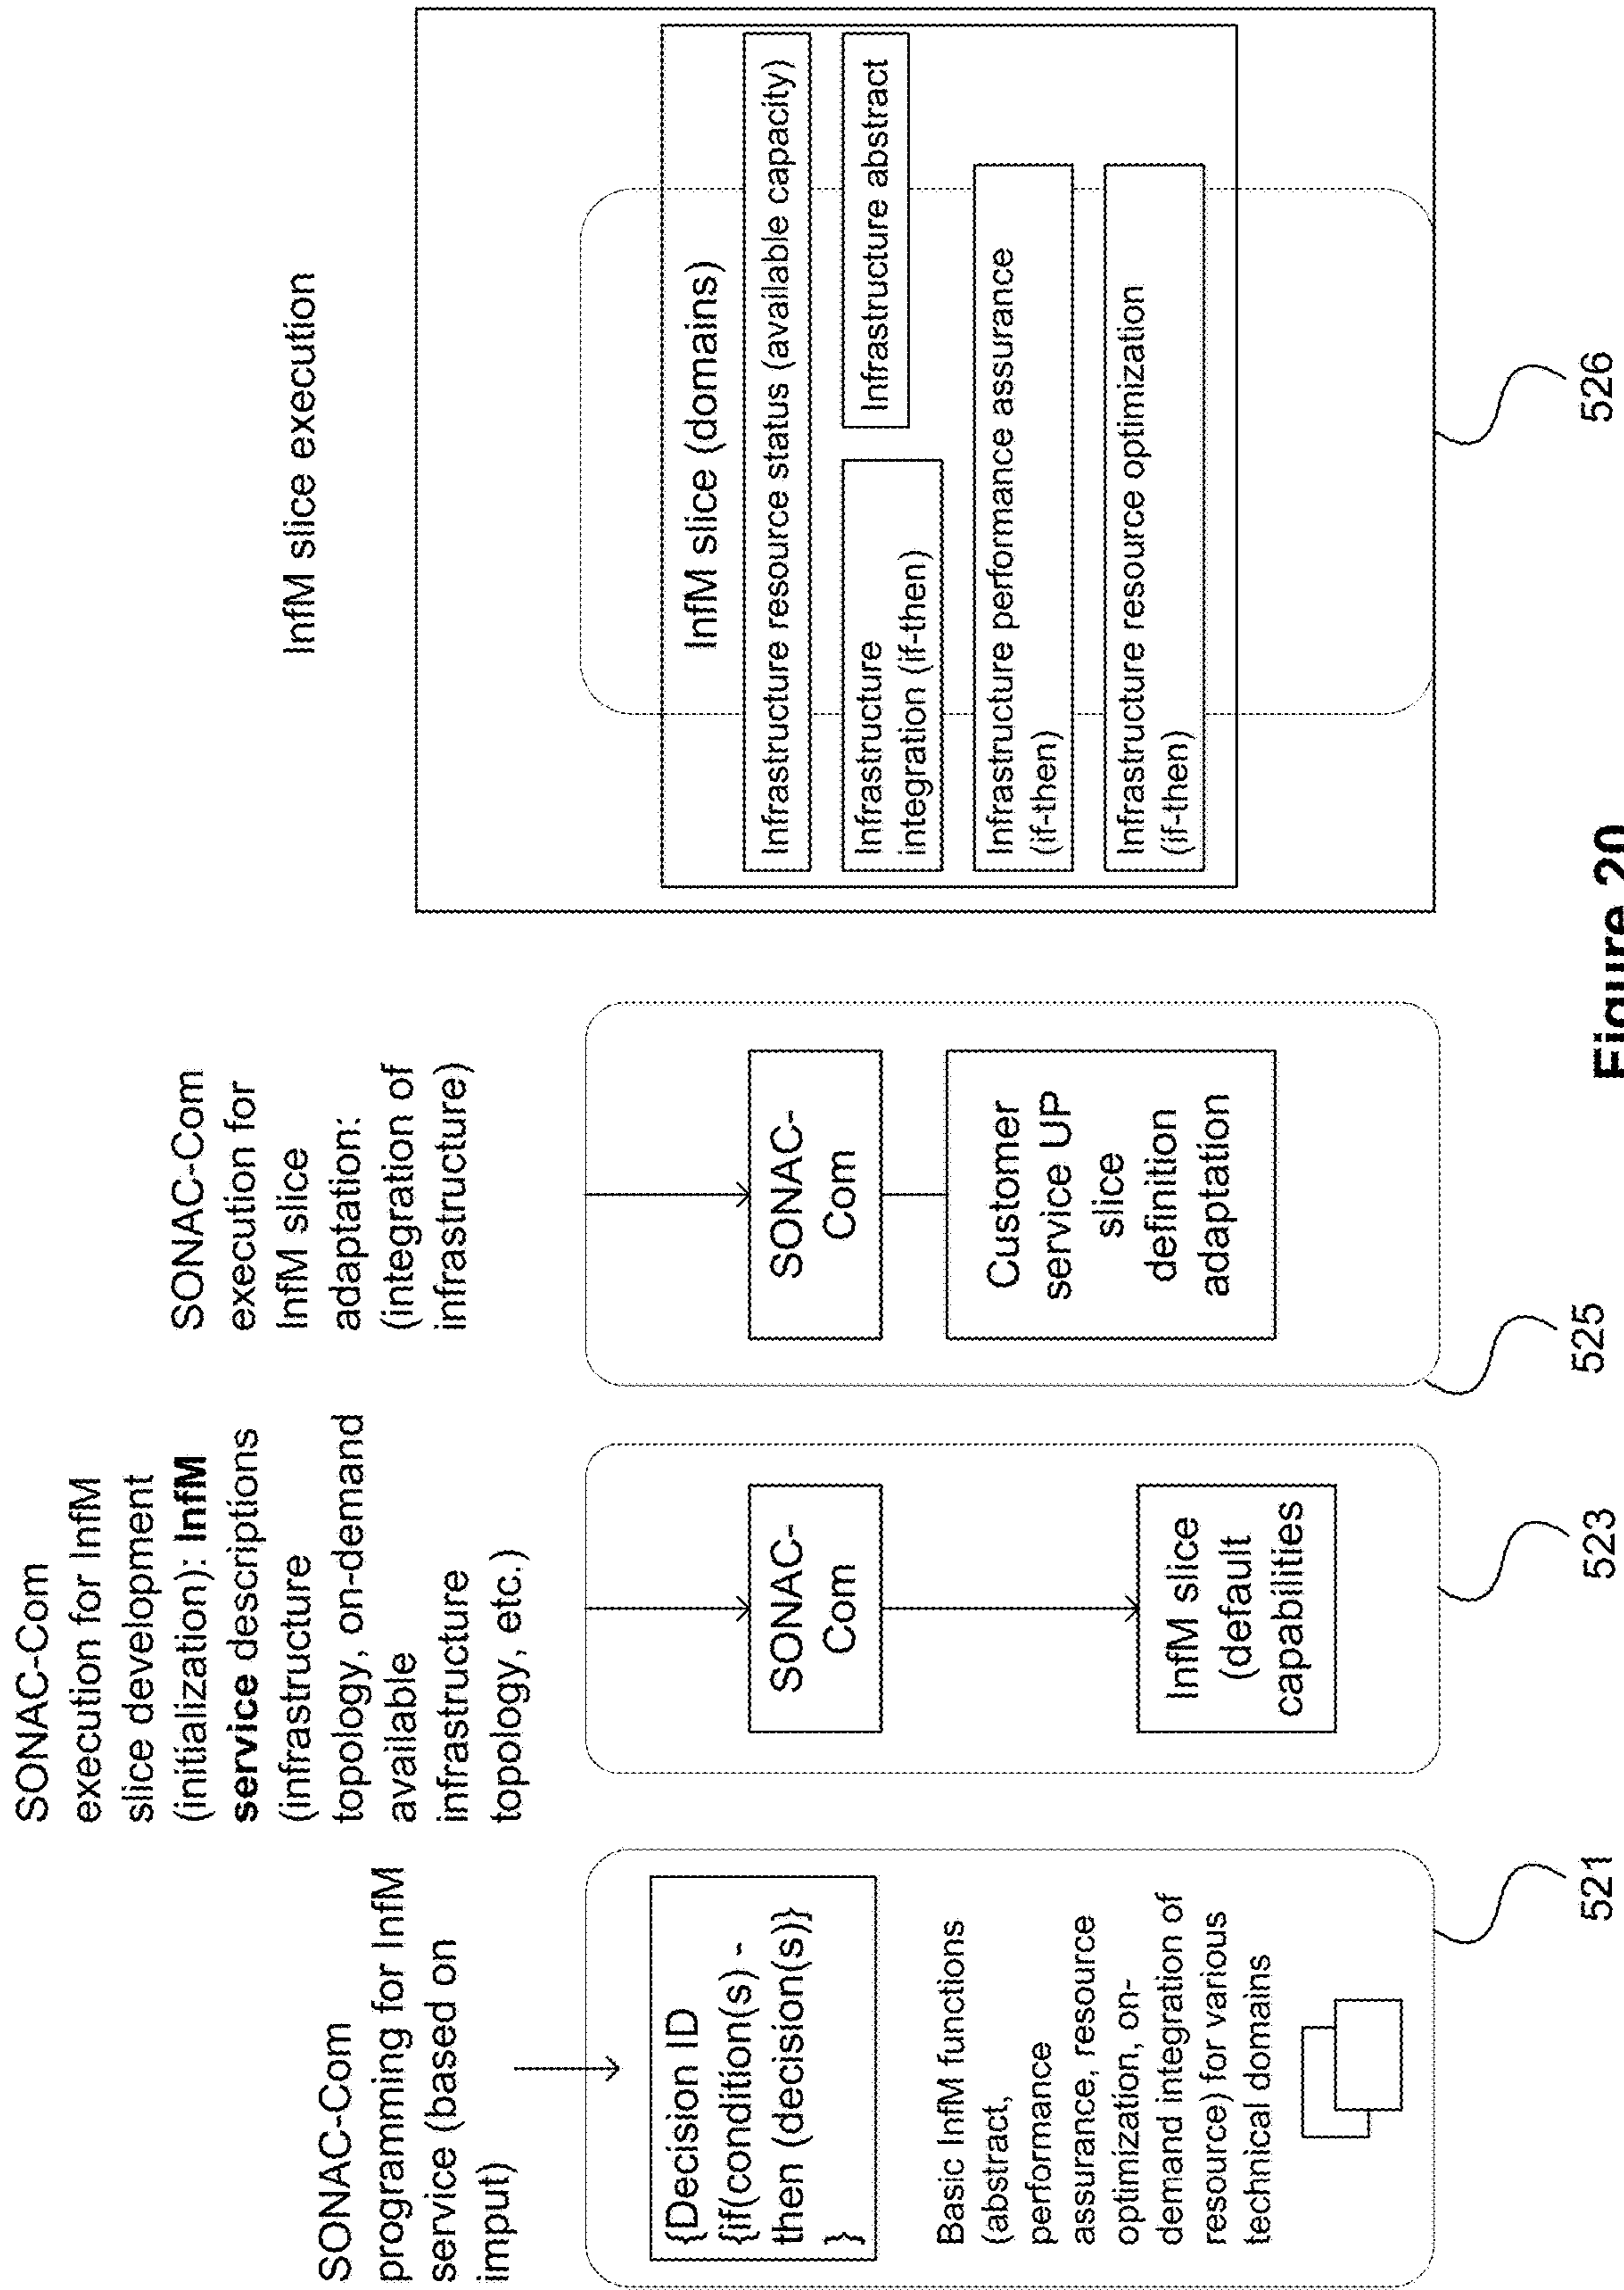 SONAC-Com
programming for InfM
service (based on
imput)
{Decision ID
{if(condition(s) -
then (decision(s)}
}
Basic InfM functions
(abstract,
performance
assurance, resource
optimization, on-
demand integration of
resource) for various
technical domains
521
SONAC-Com
execution for InfM
slice development
(initialization): InfM
service descriptions
(infrastructure
topology, on-demand
available
infrastructure
topology, etc.)
SONAC-
Com
InfM slice
(default
capabilities
523
SONAC-Com
execution for
InfM slice
adaptation:
(integration of
infrastructure)
SONAC-
Com
Customer
service UP
slice
definition
adaptation
525
InfM slice execution
InfM slice (domains)
Infrastructure resource status (available capacity)
Infrastructure
integration (if-then)
Infrastructure abstract
Infrastructure performance assurance
(if-then)
Infrastructure resource optimization
(if-then)
526
Figure 20